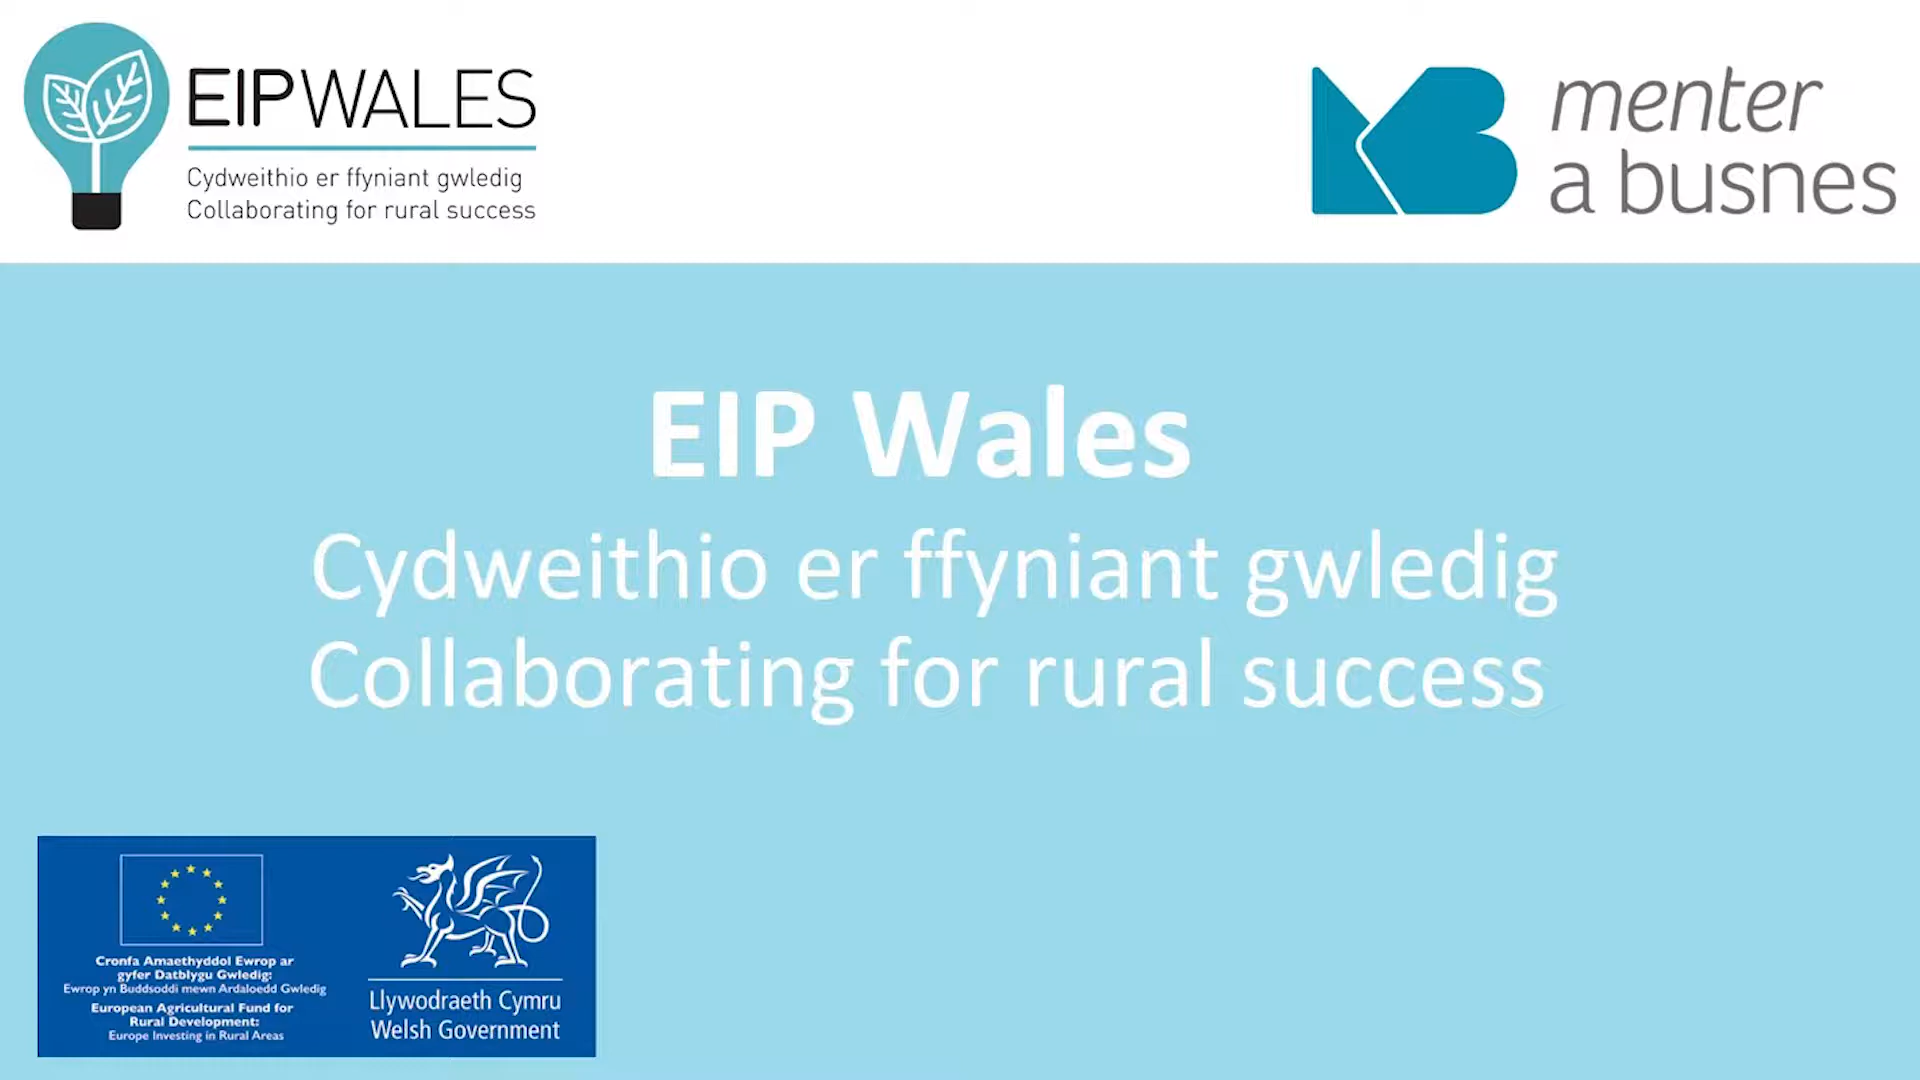 EIPWALES
Cydweithio er ffyniant gwledig
Collaborating for rural success
menter
a busnes
EIP Wales
Cydweithio er ffyniant gwledig
Collaborating for rural success
Cronfa Amaethyddol Ewrop ar
gyfer Datblygu Gwledig:
Ewrop yn Buddsoddi mewn Ardaloedd Gwledig
European Agricultural Fund for
Rural Development:
Europe Investing in Rural Areas
Llywodraeth Cymru
Welsh Government